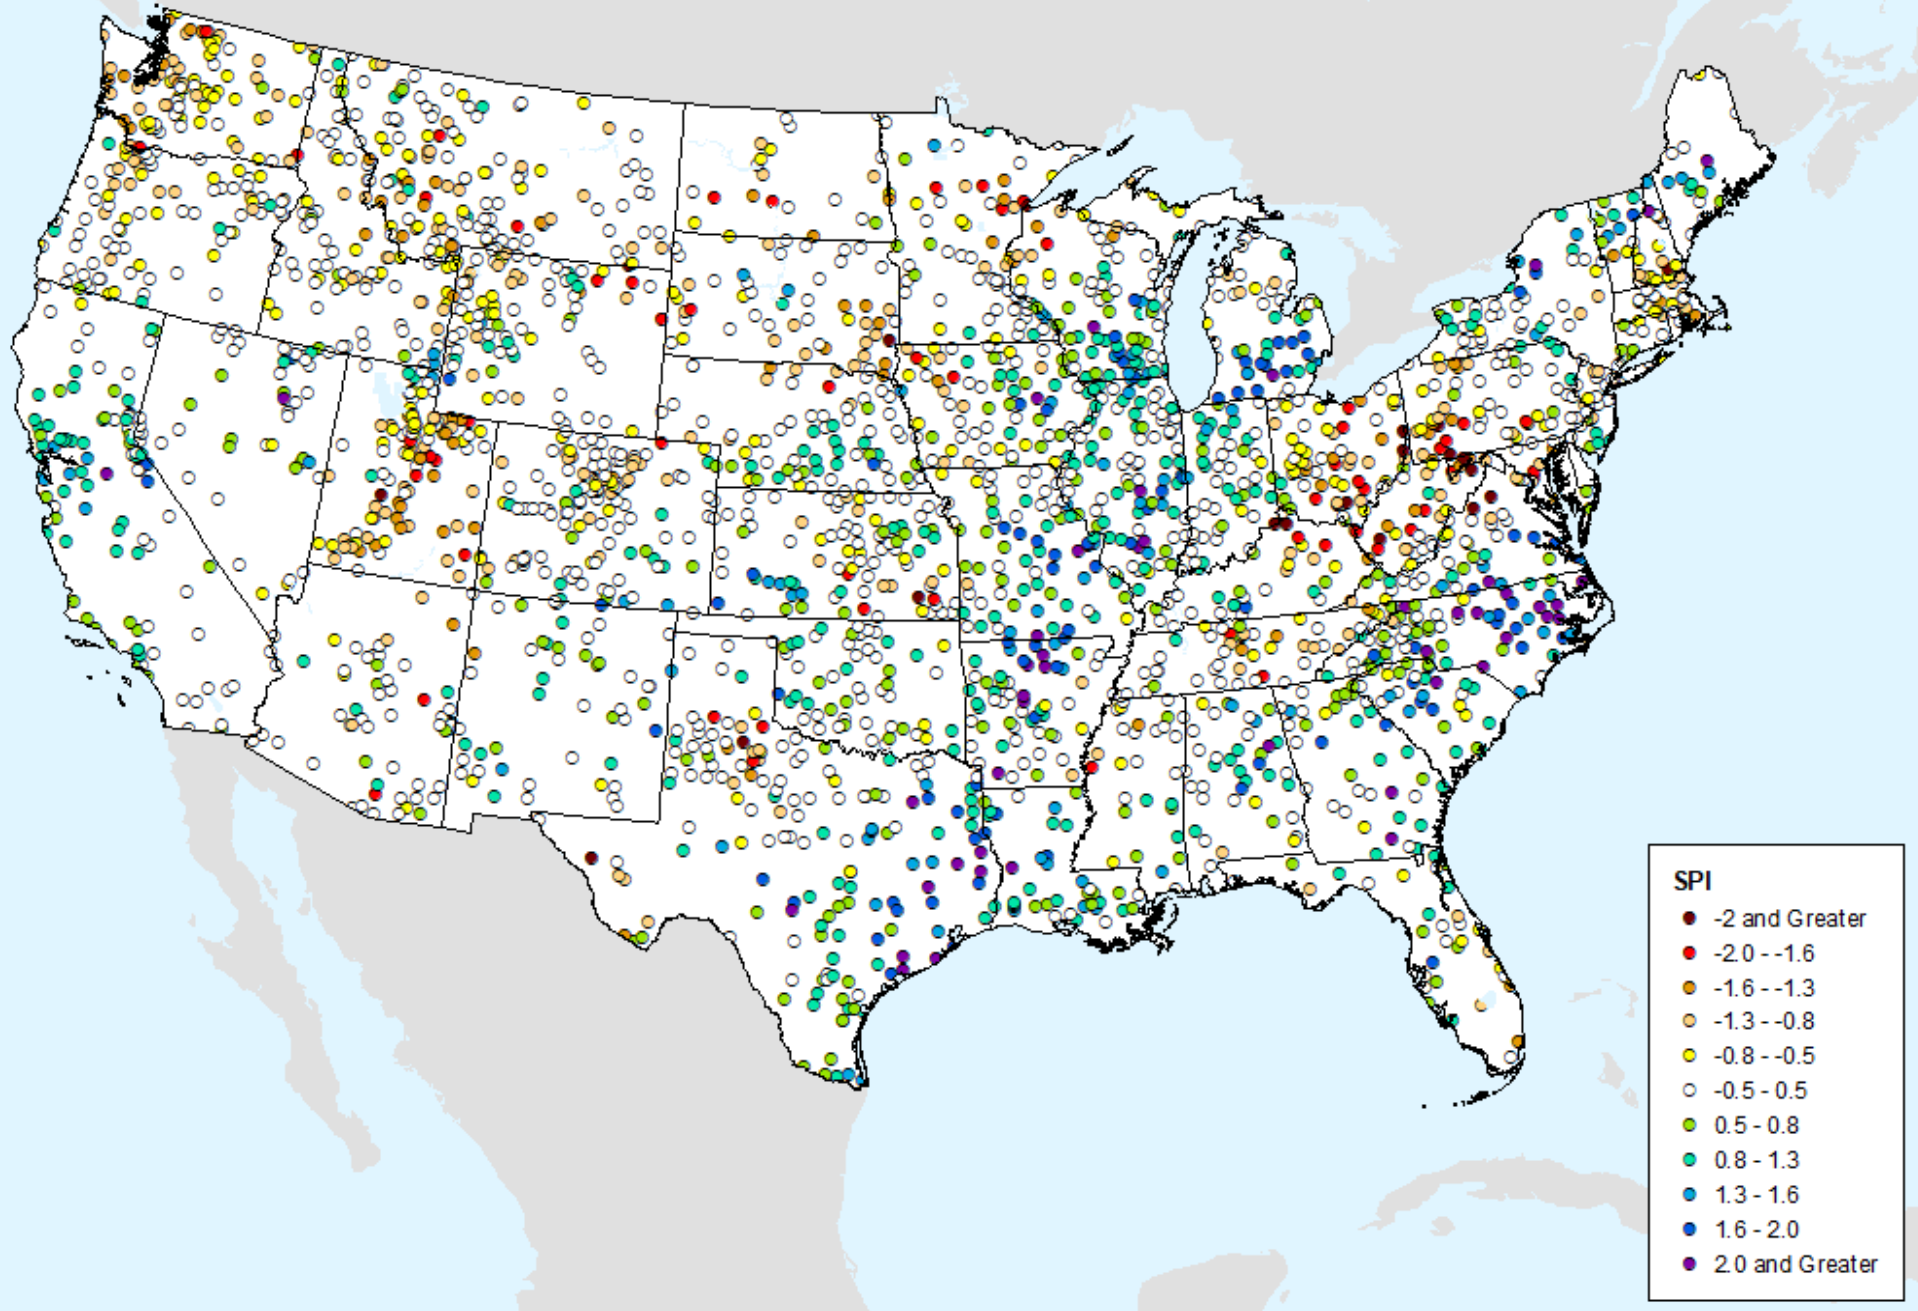 SPI
-2 and Greater
-2.0 - -1.6
-1.6 - -1.3
-1.3 - -0.8
-0.8 - -0.5
-0.5 - 0.5
0.5 - 0.8
0.8 - 1.3
1.3 - 1.6
1.6 - 2.0
2.0 and Greater